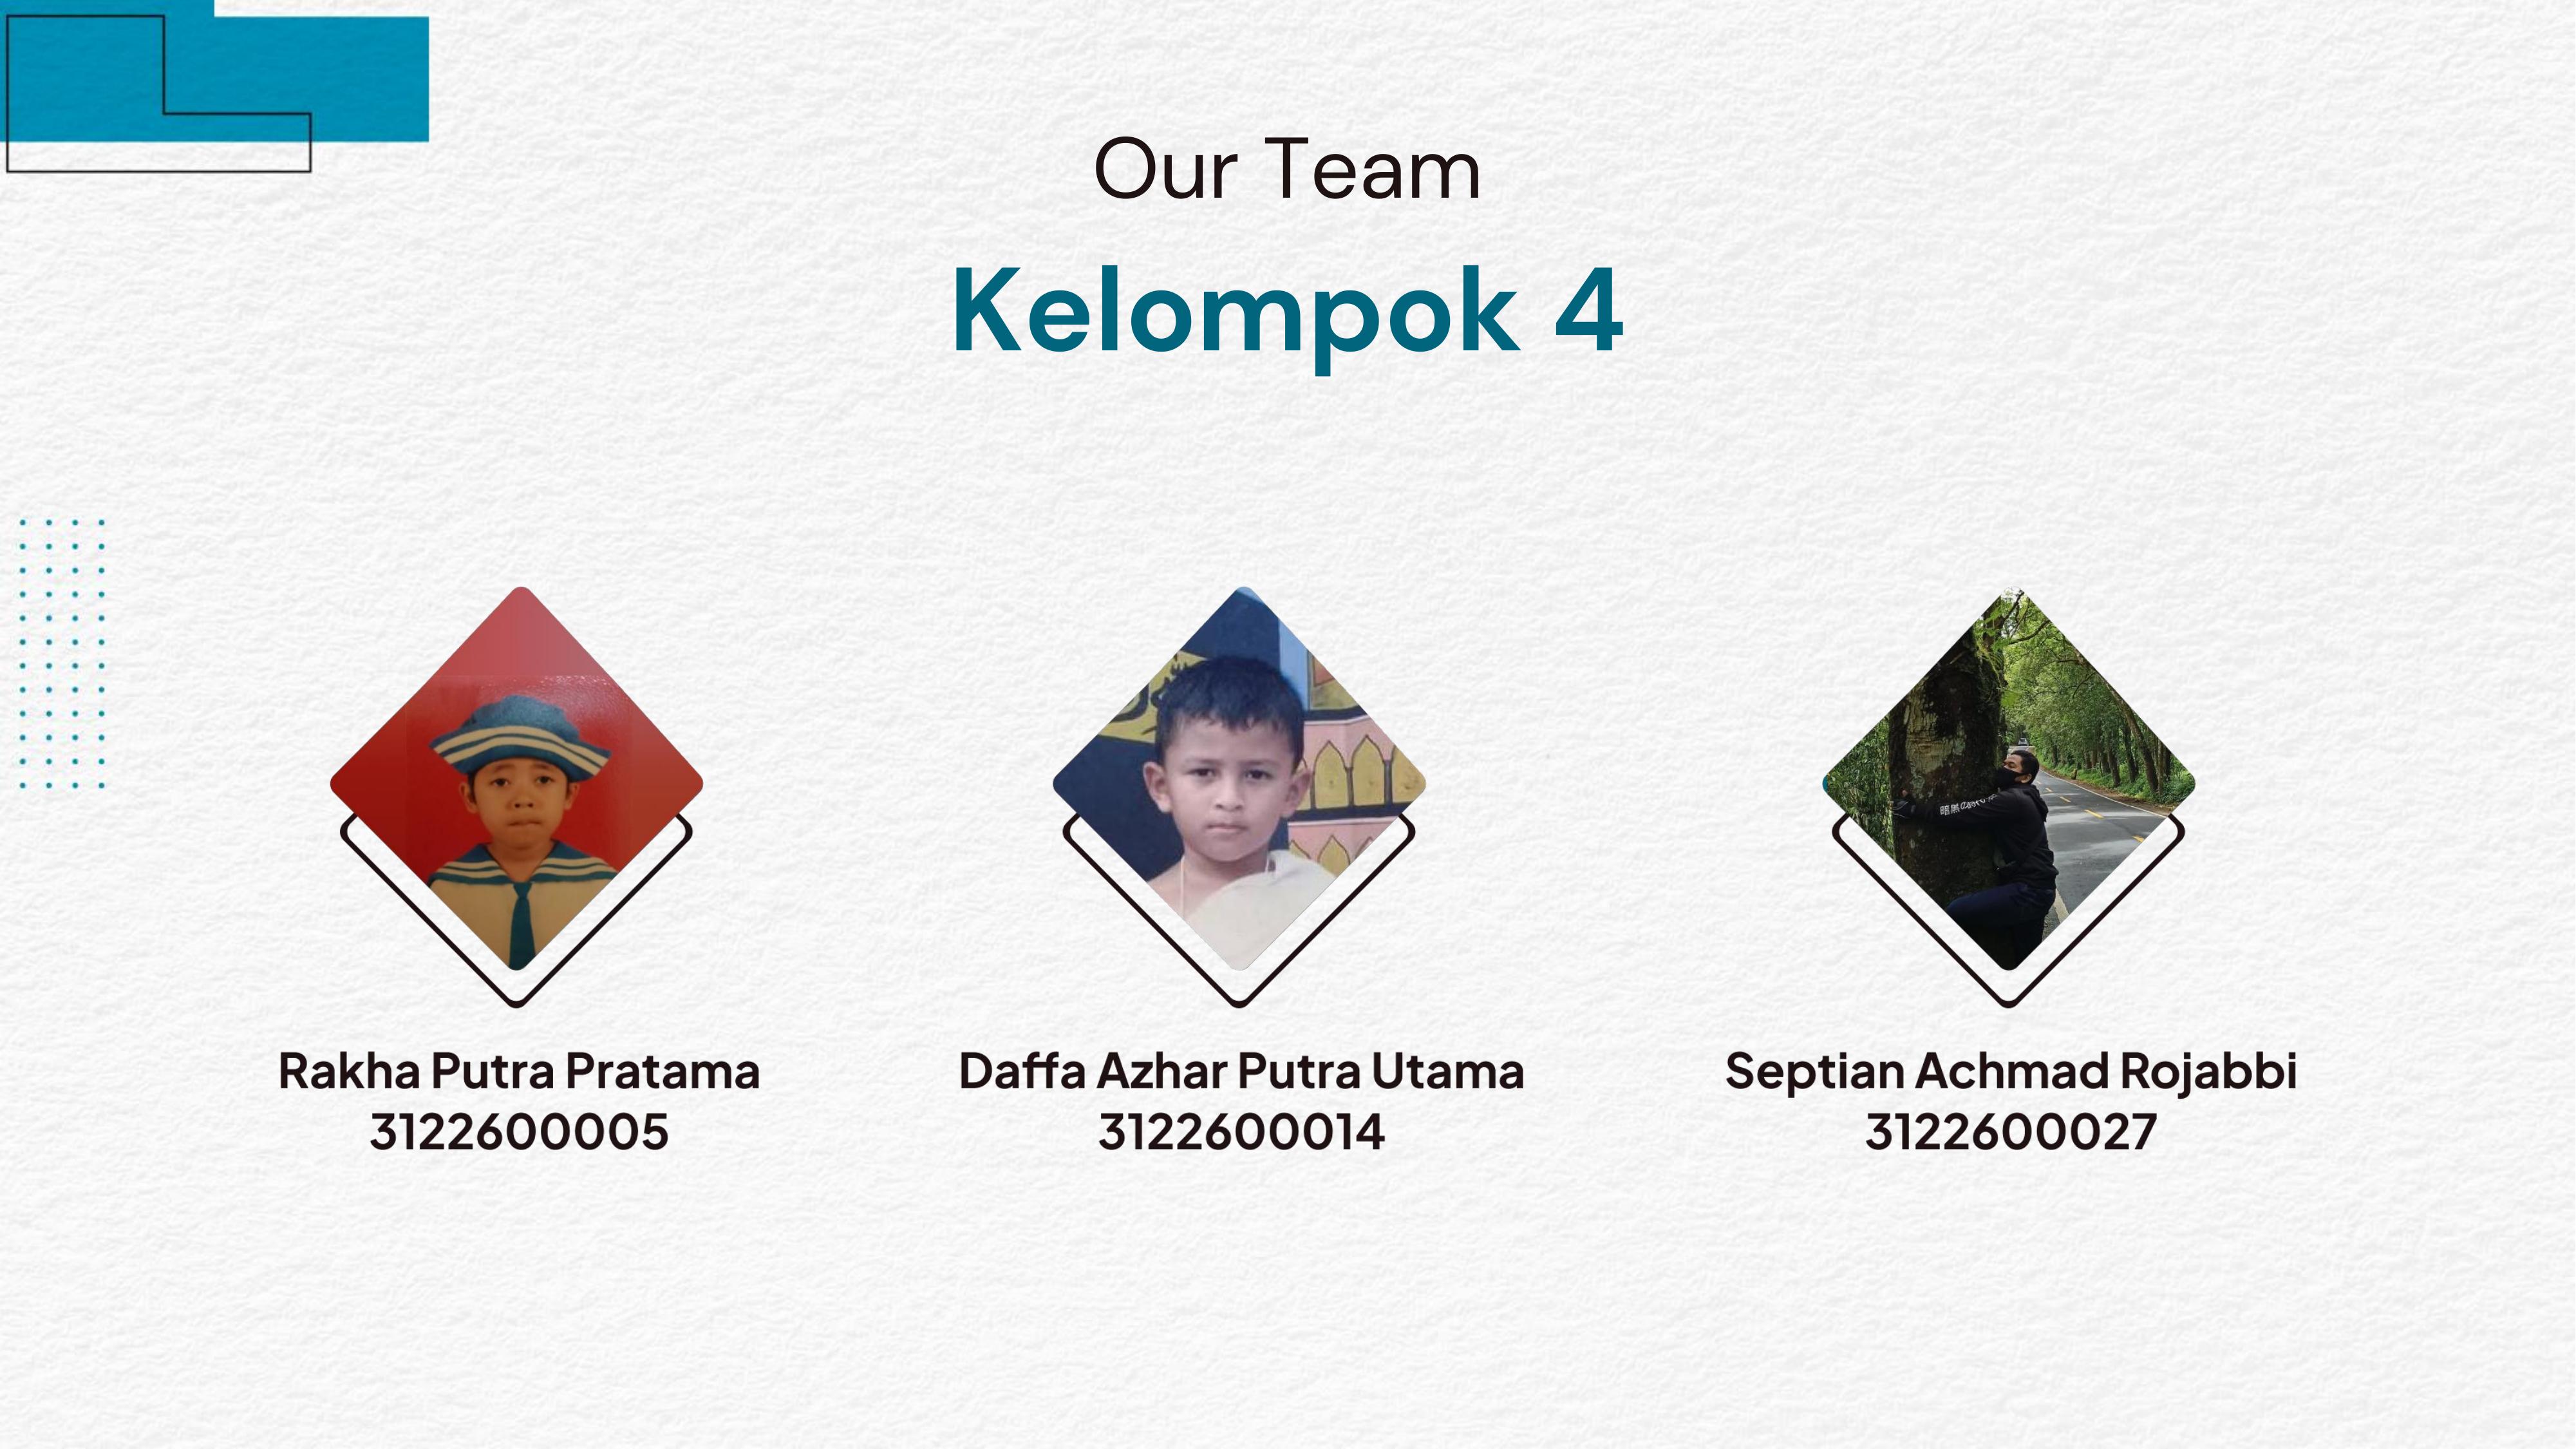 Our Team
Kelompok 4
Rakha Putra Pratama
3122600005
Daffa Azhar Putra Utama
3122600014
Septian Achmad Rojabbi
3122600027